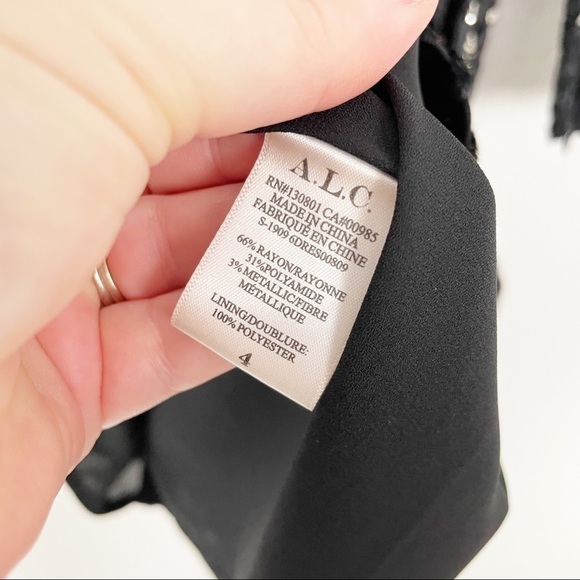 A.L.C.
RN#130801 CA#00985
MADE IN CHINA
FABRIQUÉ EN CHINE
S-1909 6DRES00809
66% RAYON/RAYONNE
31%POLYAMIDE
3% METALLIC/FIBRE
MÉTALLIQUE
LINING/DOUBLURE:
100% POLYESTER
4